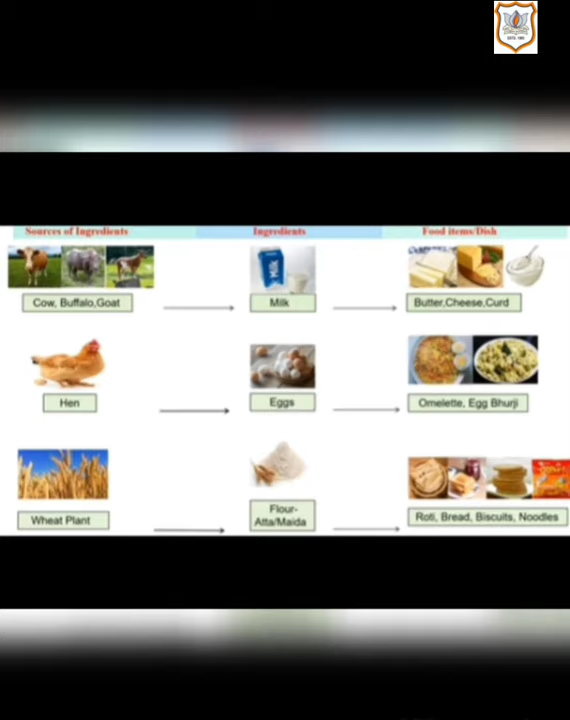 Sources of Ingredients Ingredients Food items/Dish
Milk
Cow, Buffalo,Goat Milk Butter,Cheese,Curd
Hen Eggs Omelette, Egg Bhurji
Wheat Plant Flour-
Atta/Maida Roti, Bread, Biscuits, Noodles